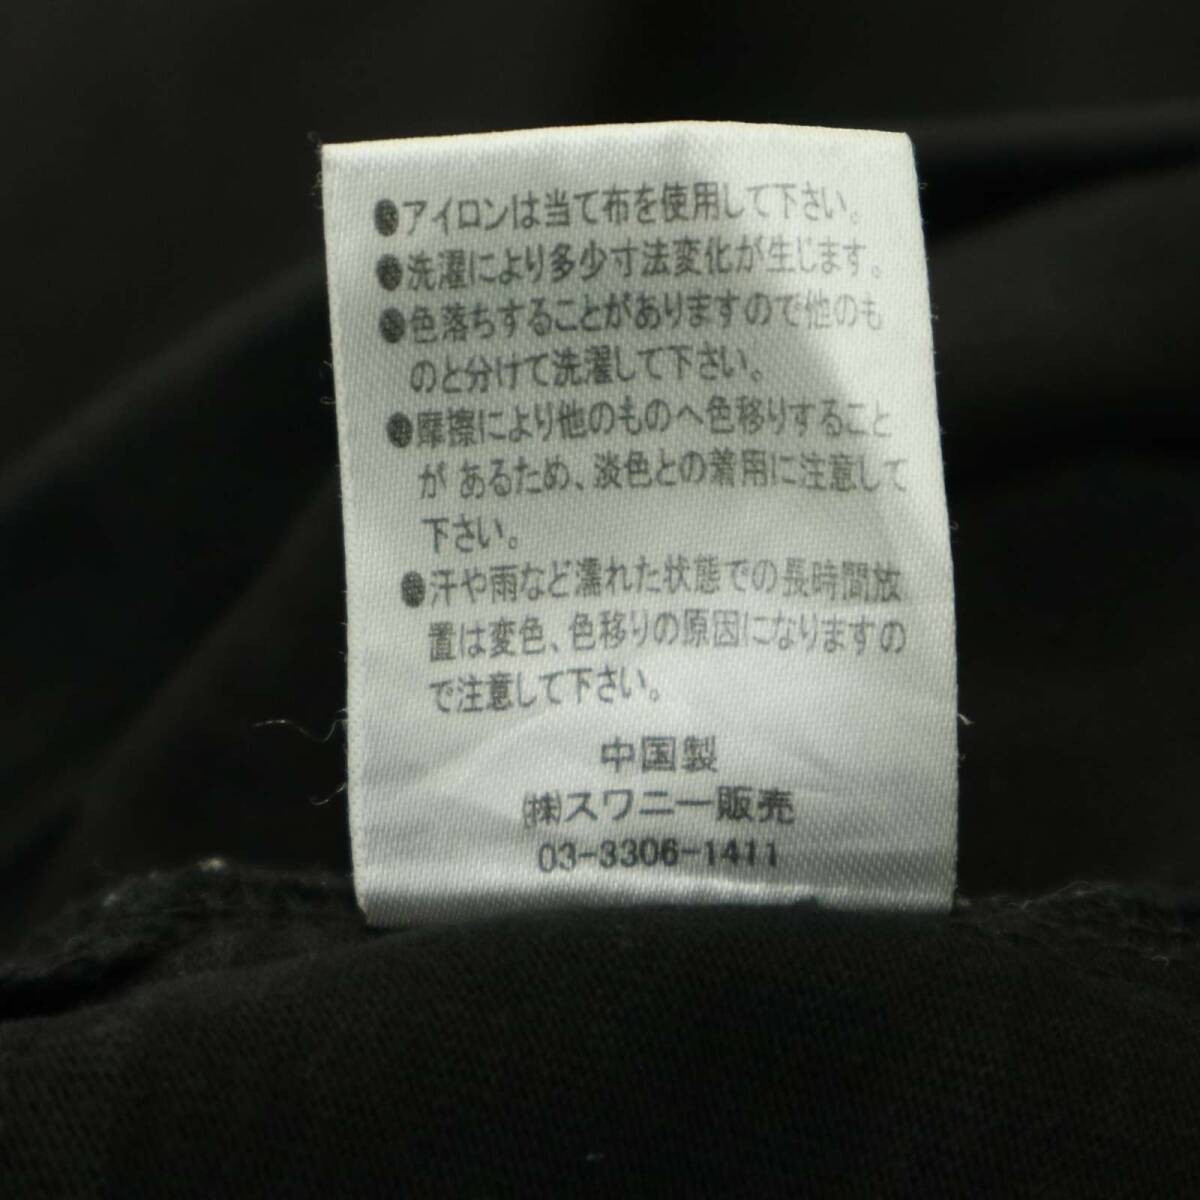 ●アイロンは当て布を使用して下さい。
●洗濯により多少寸法変化が生じます。
●色落ちすることがありますので他のも
のと分けて洗濯して下さい。
●摩擦により他のものへ色移りすること
が あるため、淡色との着用に注意して
下さい。
●汗や雨など濡れた状態での長時間放
置は変色、色移りの原因になりますの
で注意して下さい。
中国製
㈱スワニー販売
03-3306-1411